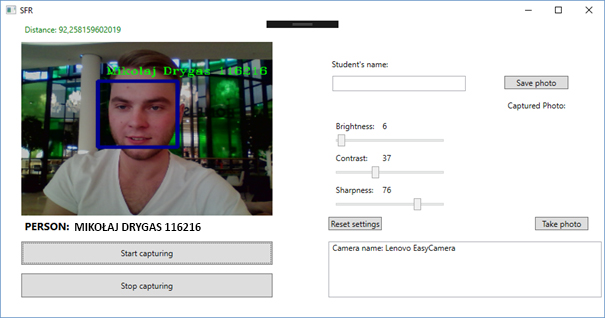 SFR
Distance: 92,258159602019
Mikolaj Drygas 116216
PERSON: MIKOŁAJ DRYGAS 116216
Start capturing
Stop capturing
Student's name:
Save photo
Captured Photo:
Brightness: 6
Contrast: 37
Sharpness: 76
Reset settings
Take photo
Camera name: Lenovo EasyCamera